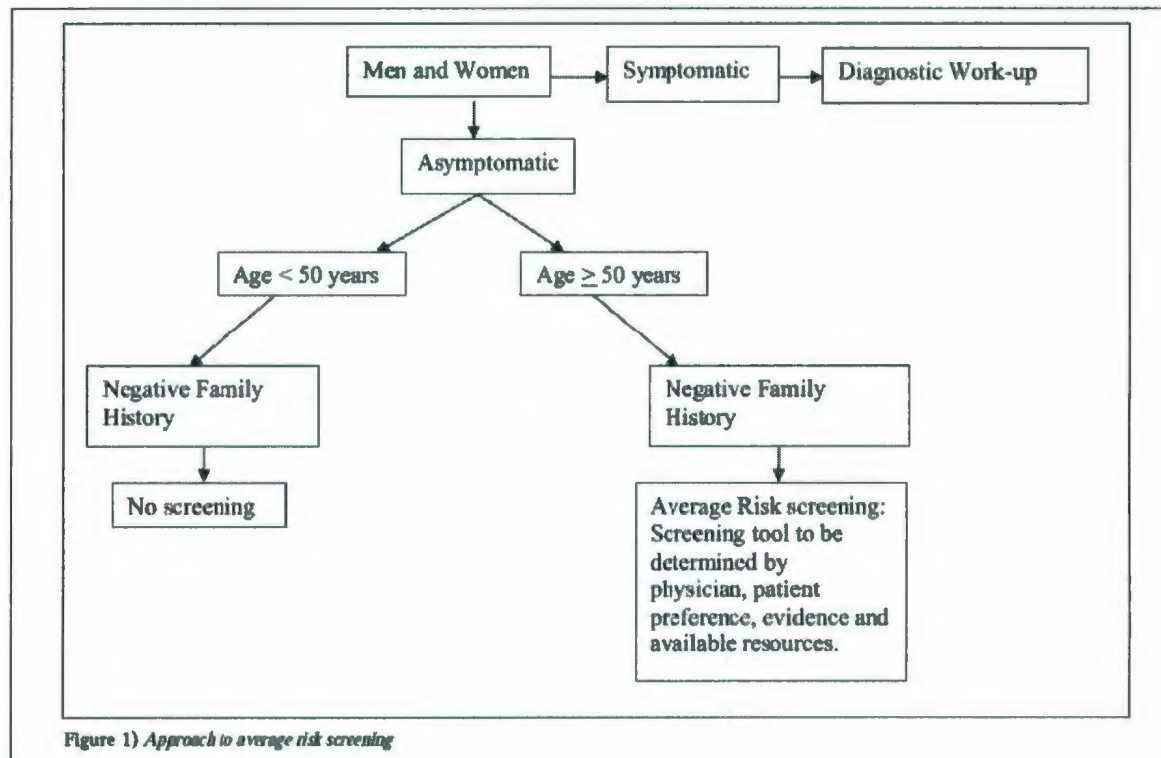 Men and Women
Symptomatic
Diagnostic Work-up
Asymptomatic
Age < 50 years
Age ≥ 50 years
Negative Family
History
Negative Family
History
No screening
Average Risk screening:
Screening tool to be
determined by
physician, patient
preference, evidence and
available resources.
Figure 1) Approach to average risk screening